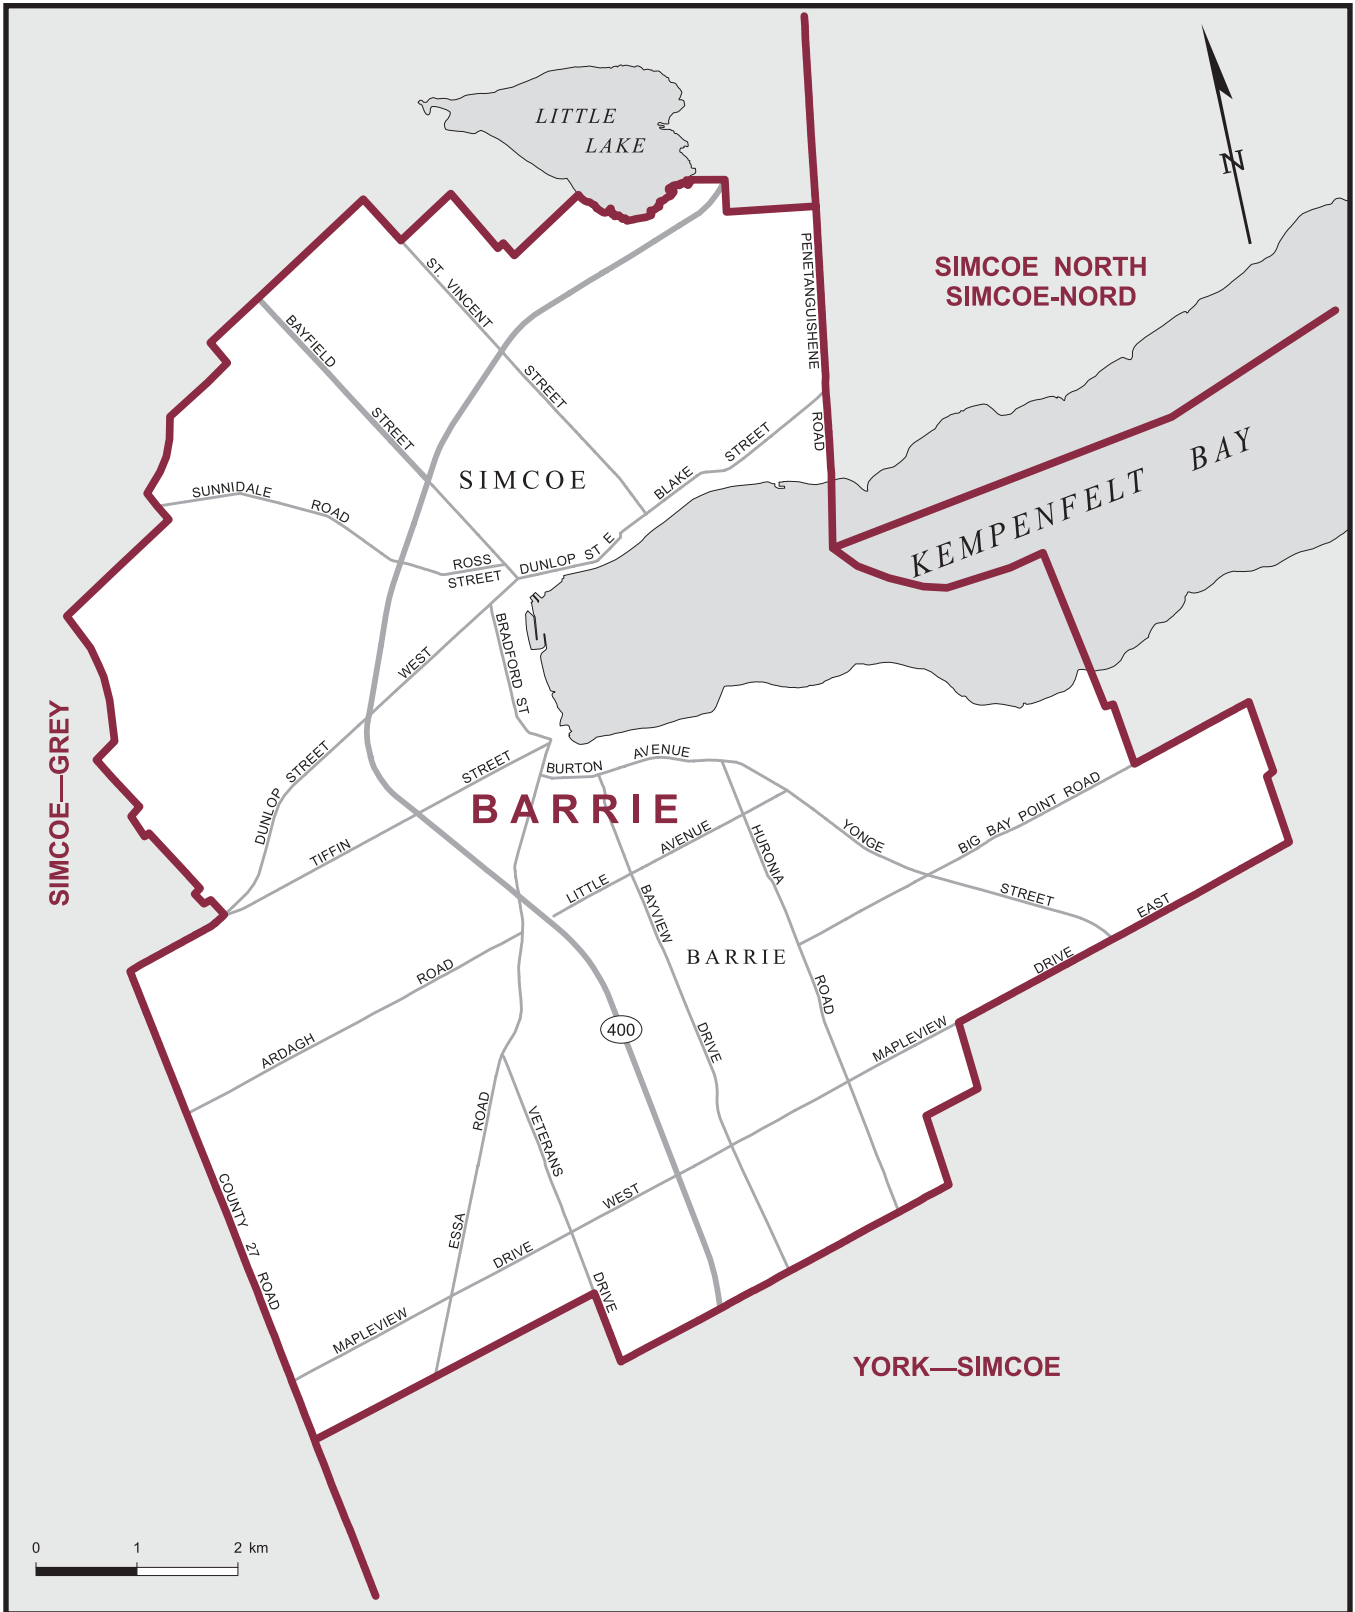 LITTLE
LAKE
N
SIMCOE NORTH
SIMCOE-NORD
PENETANGUISHENE
ROAD
ST. VINCENT
STREET
BAYFIELD
STREET
KEMPENFELT BAY
SIMCOE
BLAKE STREET
SUNNIDALE ROAD
ROSS
STREET
DUNLOP ST E
BRADFORD ST
DUNLOP STREET WEST
SIMCOE—GREY
TIFFIN STREET
BURTON AVENUE
BARRIE
LITTLE AVENUE
HURONIA
ROAD
YONGE
STREET
BIG BAY POINT ROAD
BAYVIEW
DRIVE
BARRIE
MAPLEVIEW DRIVE EAST
ARDAGH ROAD
400
ESSA ROAD
VETERANS
DRIVE
MAPLEVIEW DRIVE WEST
COUNTY 27 ROAD
YORK—SIMCOE
0 1 2 km